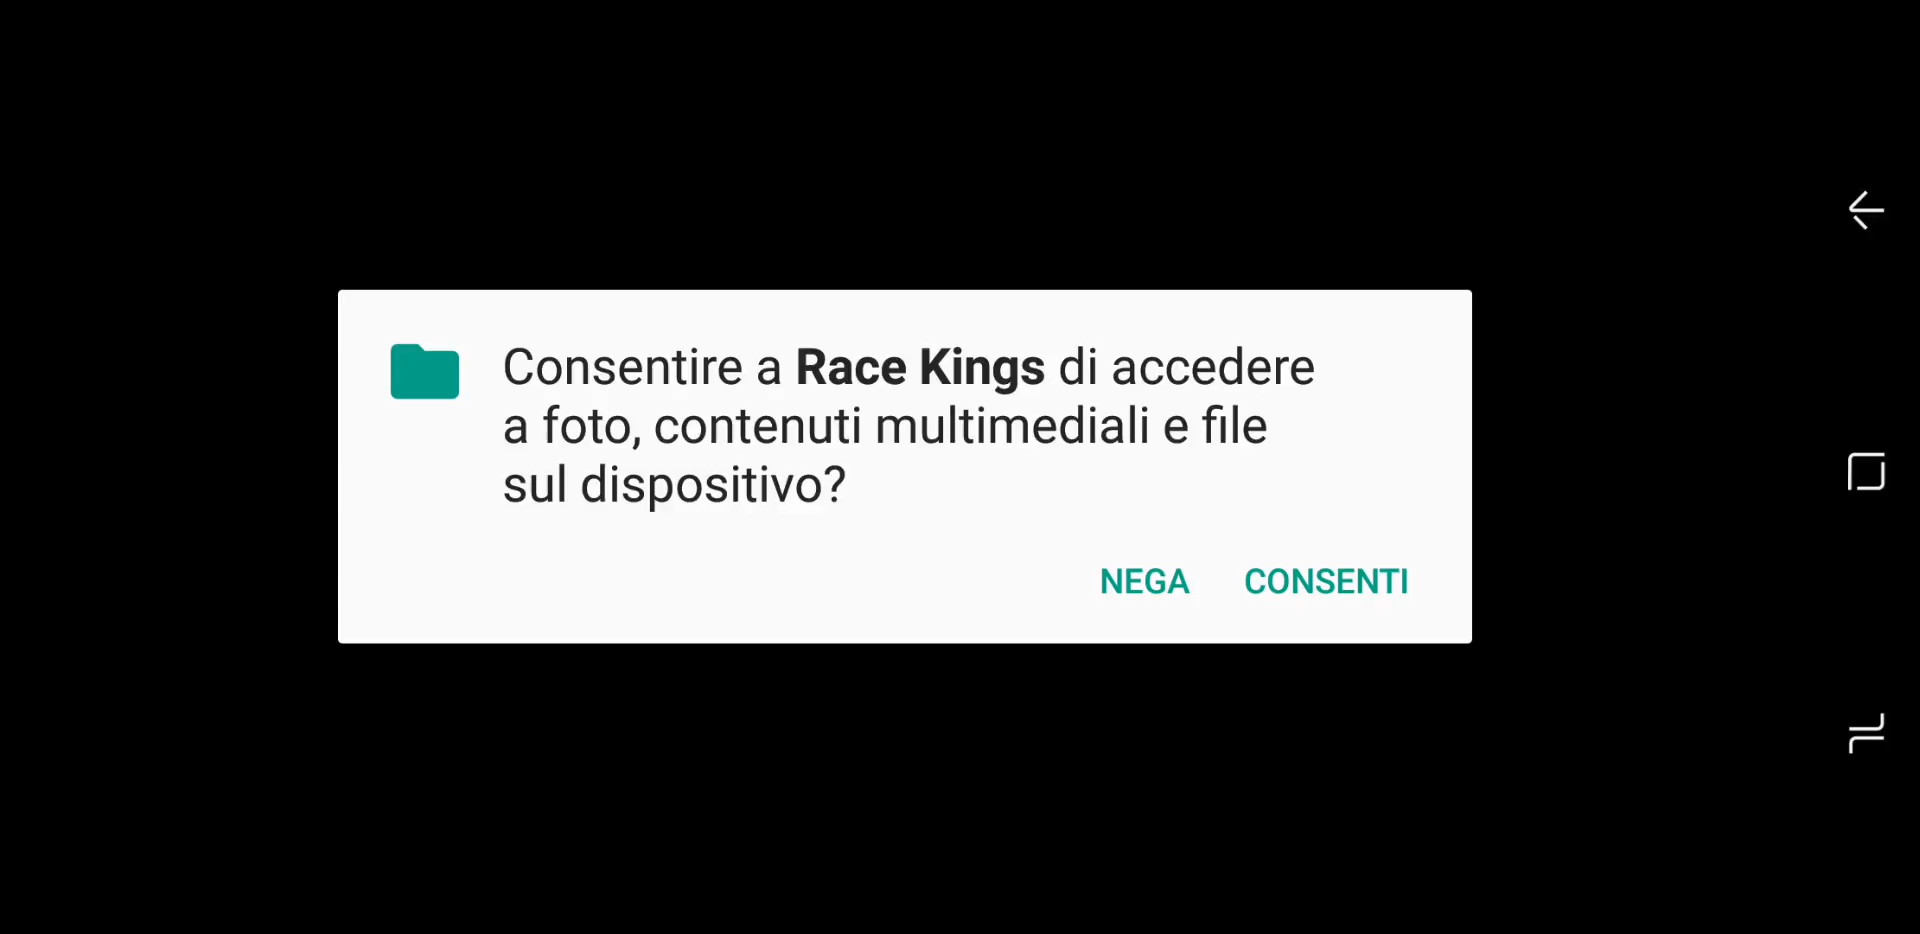 Consentire a Race Kings di accedere
a foto, contenuti multimediali e file
sul dispositivo?
NEGA CONSENTI